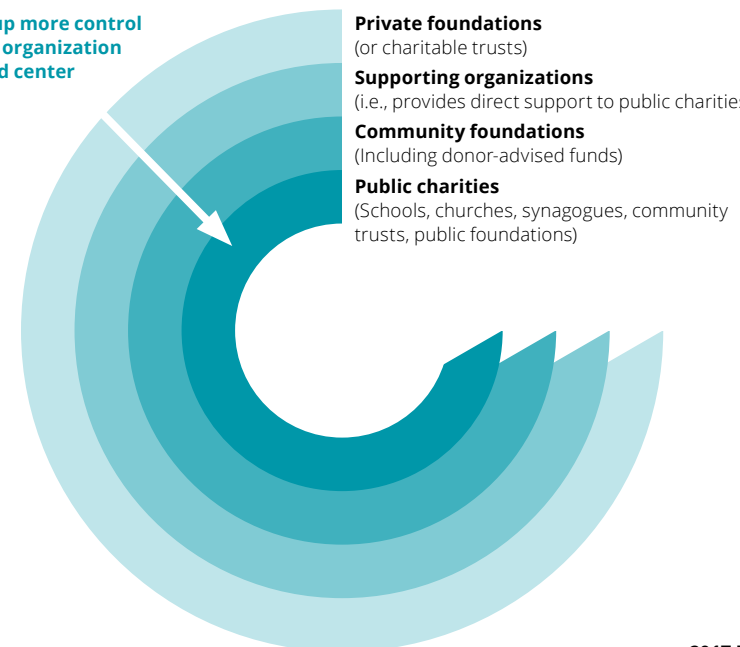 up more control
organization
d center
Private foundations
(or charitable trusts)
Supporting organizations
(i.e., provides direct support to public charities
Community foundations
(Including donor-advised funds)
Public charities
(Schools, churches, synagogues, community
trusts, public foundations)